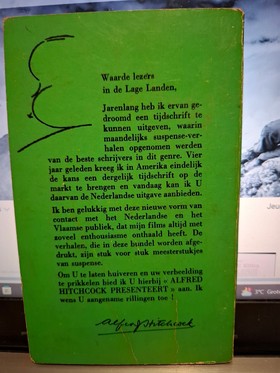 Waarde lezers
in de Lage Landen,
Jarenlang heb ik ervan ge-
droomd een tijdschrift te
kunnen uitgeven, waarin
maandelijks suspense-ver-
halen opgenomen werden
van de beste schrijvers in dit genre. Vier
jaar geleden kreeg ik in Amerika eindelijk
de kans een dergelijk tijdschrift op de
markt te brengen en vandaag kan ik U
daarvan de Nederlandse uitgave aanbieden.
Ik ben gelukkig met deze nieuwe vorm van
contact met het Nederlandse en het
Vlaamse publiek, dat mijn films altijd met
zoveel enthousiasme onthaald heeft. De
verhalen, die in deze bundel worden afge-
drukt, zijn stuk voor stuk meesterstukjes
van suspense.
Om U te laten huiveren en uw verbeelding
te prikkelen bied ik U hierbij » ALFRED
HITCHCOCK PRESENTEERT » aan. Ik
wens U aangename rillingen toe !
Alfred J Hitchcock
7°C Gro